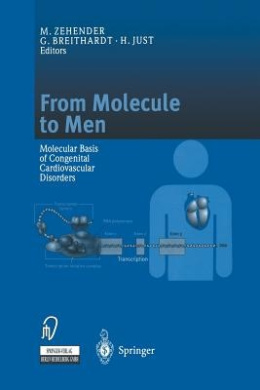 M. ZEHENDER
G. BREITHARDT · H. JUST
Editors
From Molecule
to Men
Molecular Basis
of Congenital
Cardiovascular
Disorders
Transcription
Springer